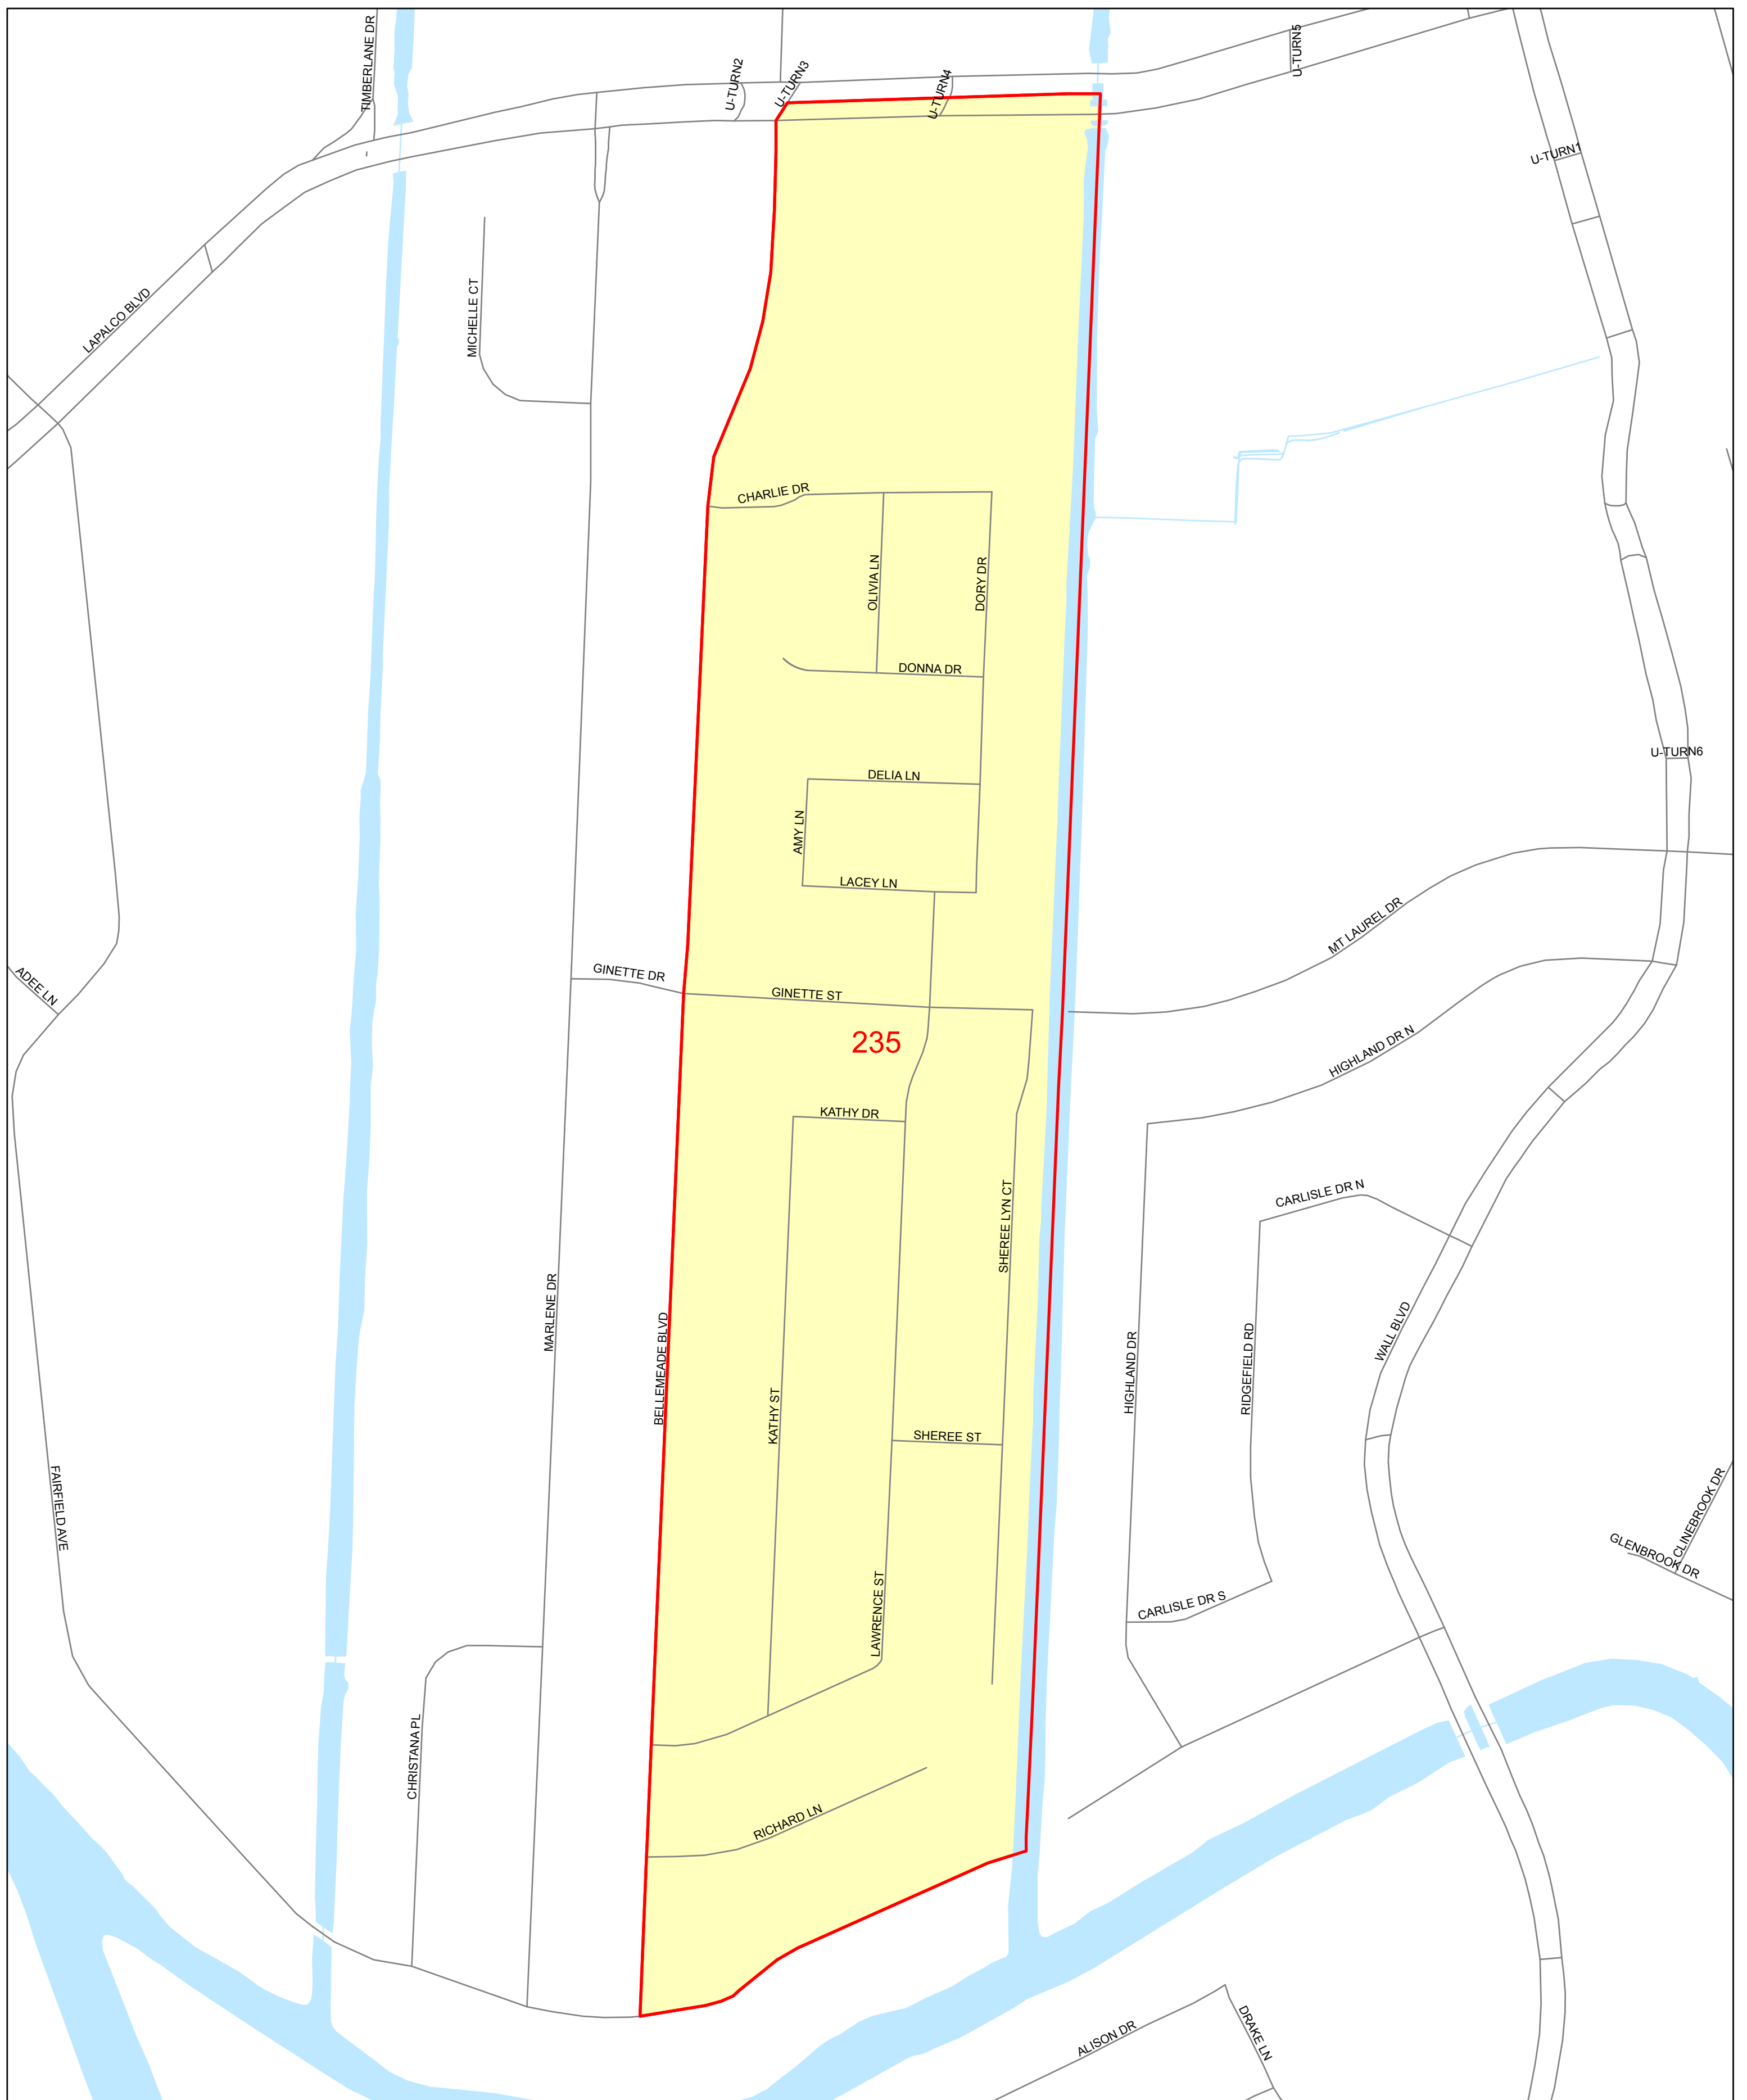 TIMBERLANE DR
U-TURN2
U-TURN3
U-TURN4
U-TURN5
U-TURN1
LAPALCO BLVD
MICHELLE CT
CHARLIE DR
OLIVIA LN
DORY DR
DONNA DR
U-TURN6
DELIA LN
AMY LN
LACEY LN
MT LAUREL DR
ADEE LN
GINETTE DR
GINETTE ST
235
HIGHLAND DR N
KATHY DR
CARLISLE DR N
SHEREE LYN CT
MARLENE DR
BELLEMEADE BLVD
WALL BLVD
HIGHLAND DR
RIDGEFIELD RD
KATHY ST
SHEREE ST
FAIRFIELD AVE
CLINEBROOK DR
GLENBROOK DR
LAWRENCE ST
CARLISLE DR S
CHRISTANA PL
RICHARD LN
ALISON DR
DRAKE LN